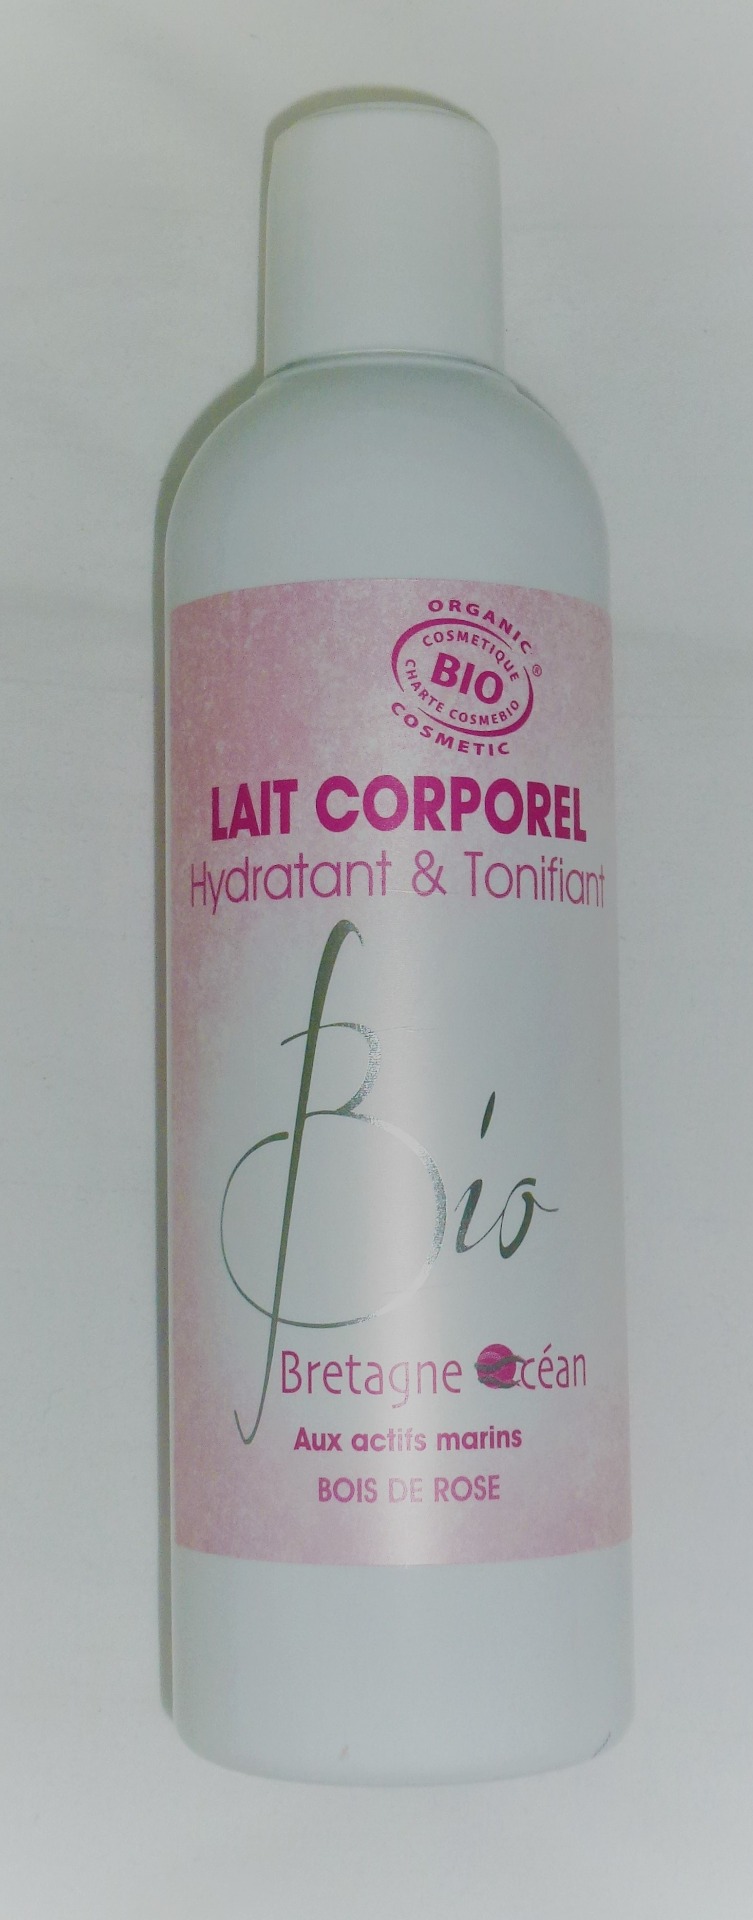 ORGANIC
COSMETIQUE
BIO
®
CHARTE COSMEBIO
COSMETIC
LAIT CORPOREL
Hydratant & Tonifiant
Bio
Bretagne Océan
Aux actifs marins
BOIS DE ROSE